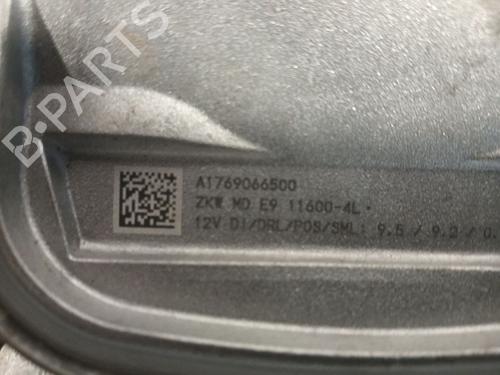 B-PARTS
A1769066500
ZKW MD E9 11600-4L
12V DI/DRL/POS/SML: 9.5 / 9.2 / 0.